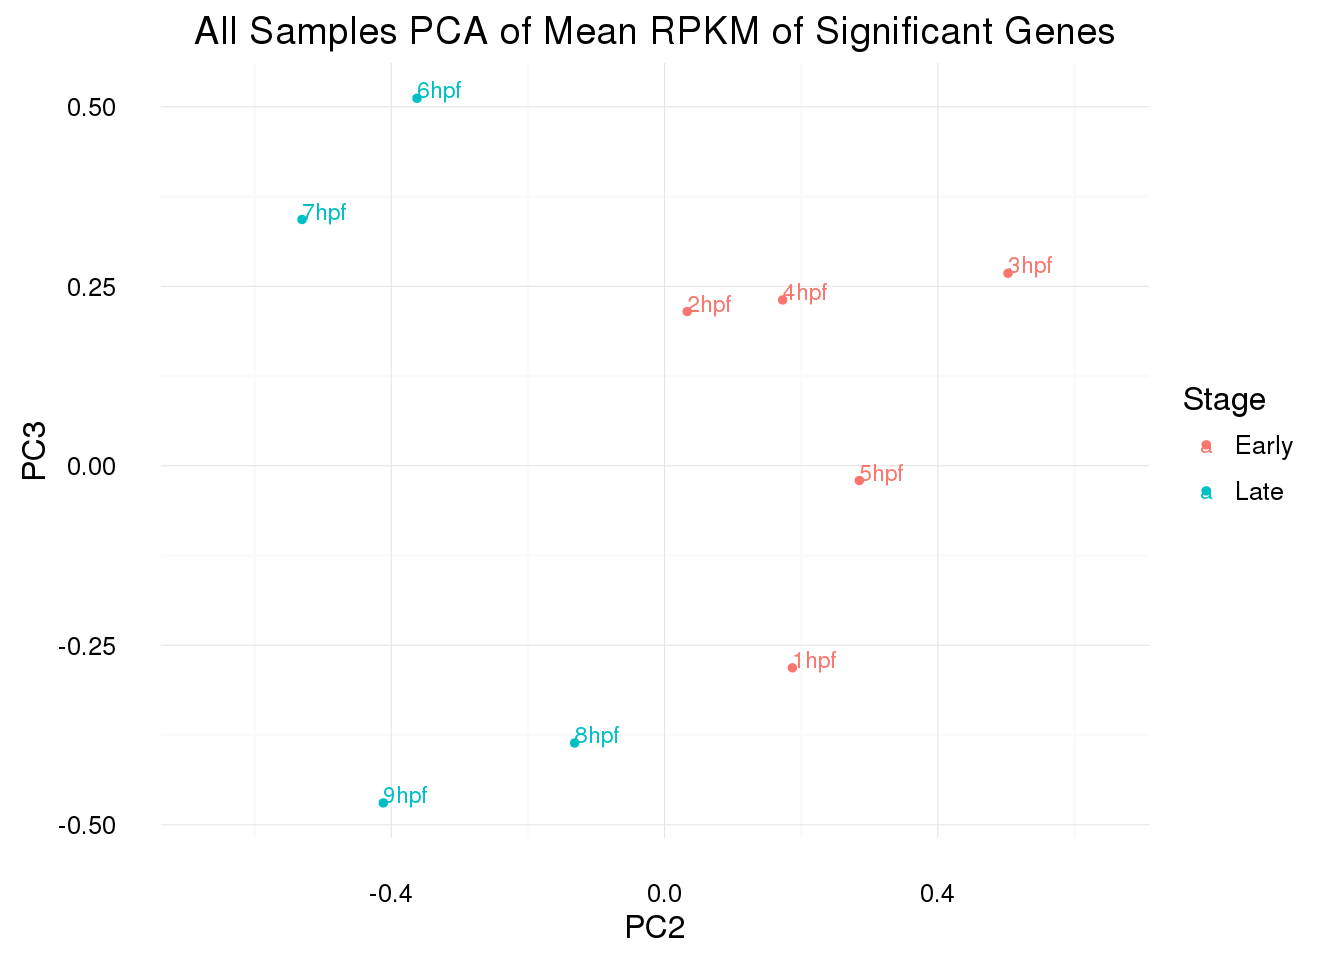 All Samples PCA of Mean RPKM of Significant Genes
0.50
0.25
0.00
-0.25
-0.50
PC3
6hpf
7hpf
3hpf
4hpf
2hpf
5hpf
1hpf
8hpf
9hpf
-0.4
0.0
0.4
PC2
Stage
a Early
a Late